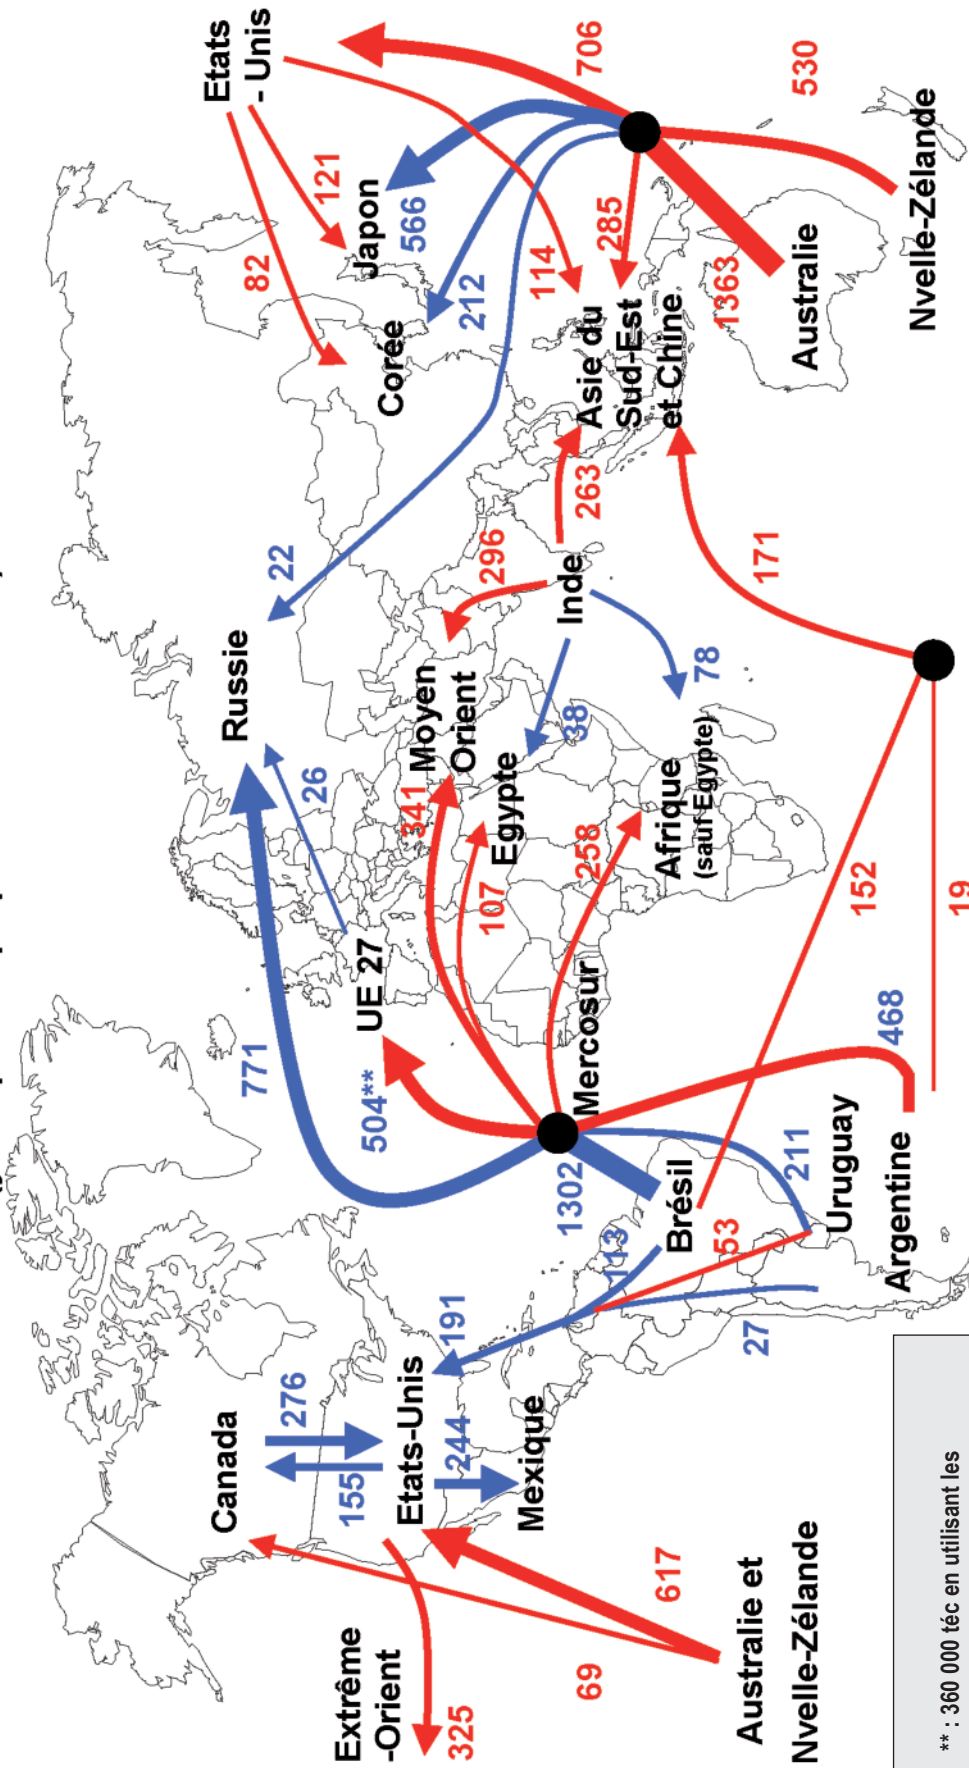 Canada
276
155
Etats-Unis
191
244
Mexique
Extrême
-Orient
325
69
617
Australie et
Nvelle-Zélande
** : 360 000 téc en utilisant les
771
504**
UE 27
26
Russie
22
1302
Mercosur
113
Brésil
53
27
211
Uruguay
Argentine
468
341
Moyen
Orient
107
Egypte
38
258
Afrique
(sauf Egypte)
78
296
Inde
263
152
19
171
Etats
- Unis
82
121
Japon
566
Corée
212
114
285
Asie du
Sud-Est
et Chine
706
530
1363
Australie
Nvelle-Zélande